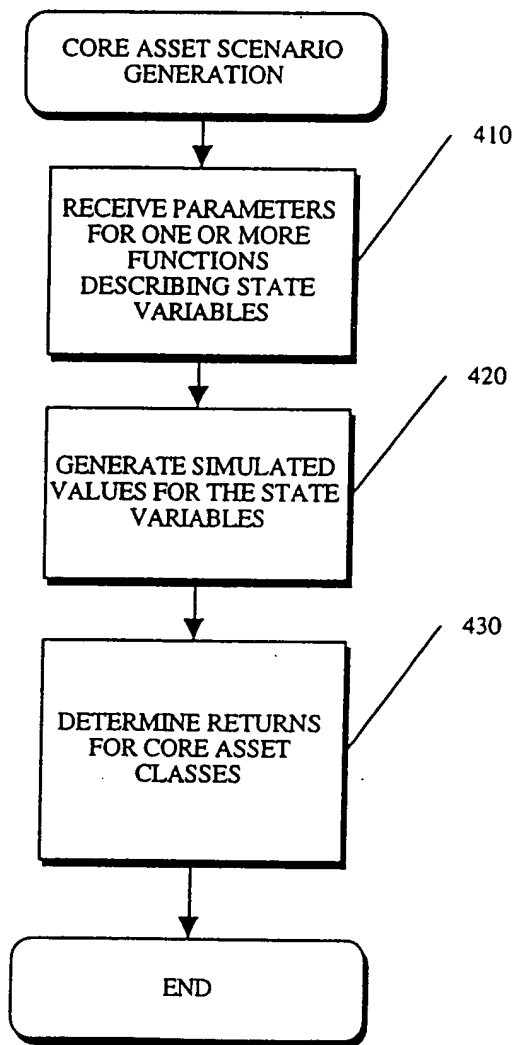 CORE ASSET SCENARIO
GENERATION
410
RECEIVE PARAMETERS
FOR ONE OR MORE
FUNCTIONS
DESCRIBING STATE
VARIABLES
420
GENERATE SIMULATED
VALUES FOR THE STATE
VARIABLES
430
DETERMINE RETURNS
FOR CORE ASSET
CLASSES
END